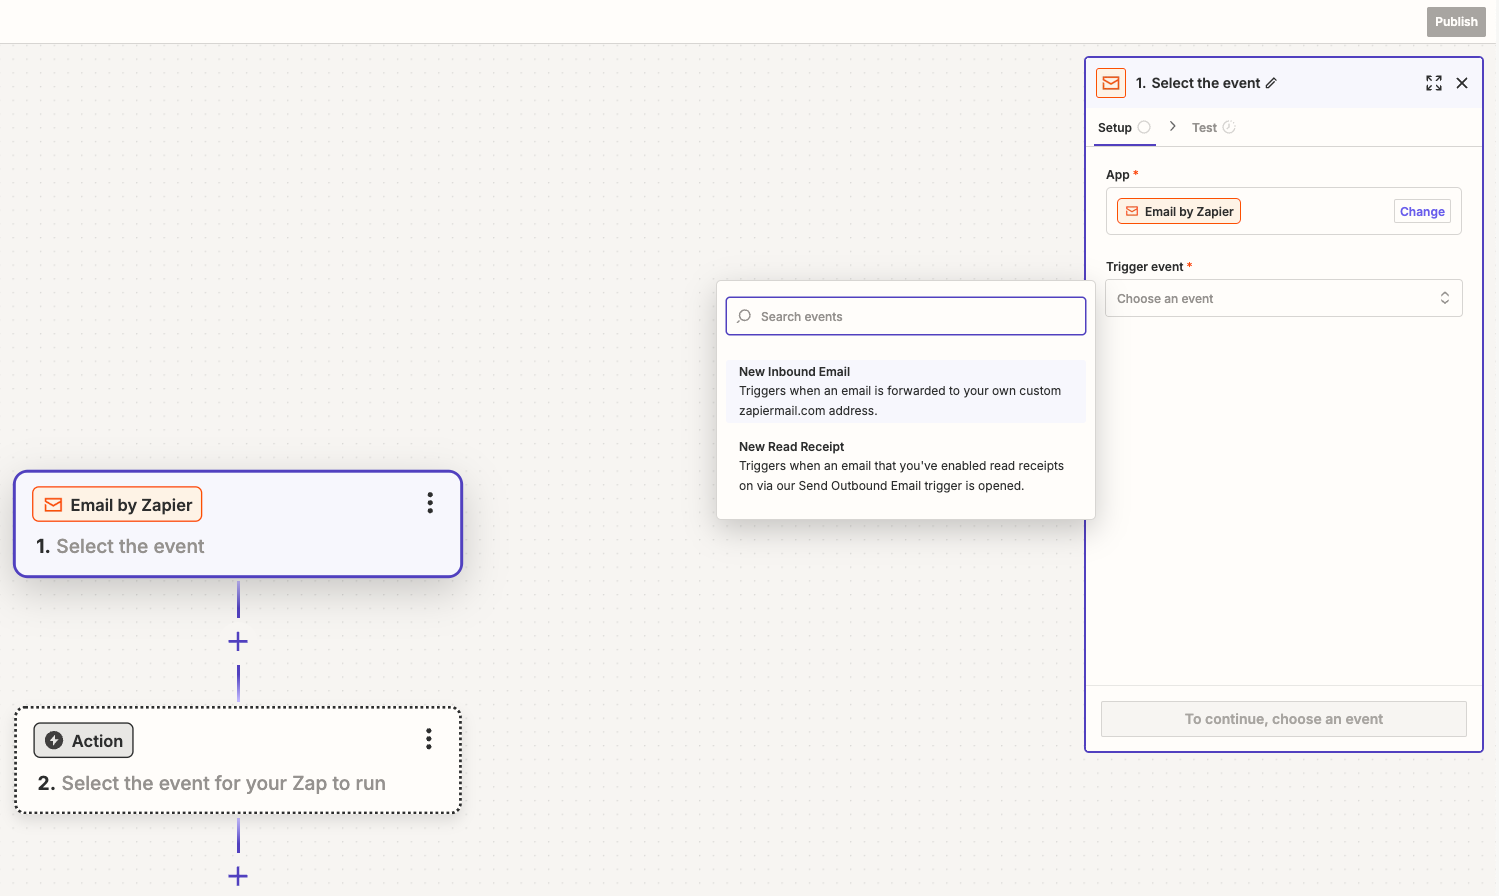 Publish
1. Select the event
Setup
Test
App *
Email by Zapier
Change
Trigger event *
Choose an event
Search events
New Inbound Email
Triggers when an email is forwarded to your own custom
zapiermail.com address.
New Read Receipt
Triggers when an email that you've enabled read receipts
on via our Send Outbound Email trigger is opened.
Email by Zapier
1. Select the event
Action
2. Select the event for your Zap to run
To continue, choose an event